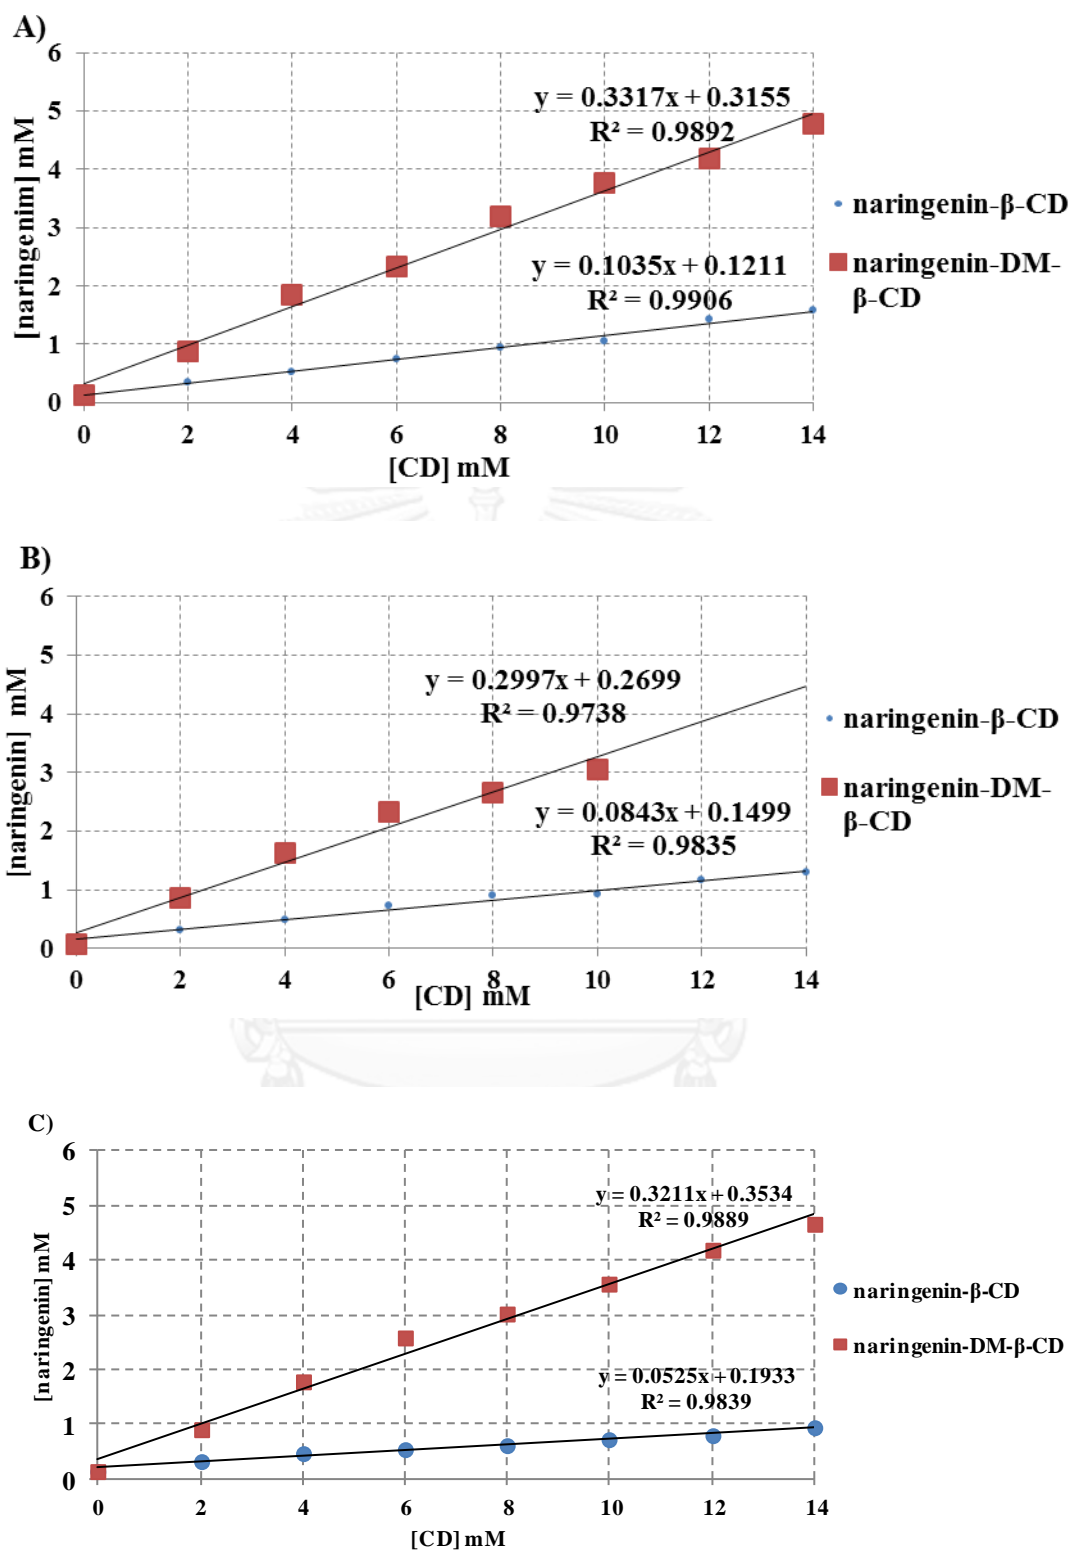 A)
6
5
4
3
2
1
0
[naringenim] mM
y = 0.3317x + 0.3155
R² = 0.9892
y = 0.1035x + 0.1211
R² = 0.9906
naringenin-β-CD
naringenin-DM-
β-CD
0 2 4 6 8 10 12 14
[CD] mM
B)
6
5
4
3
2
1
0
[naringenin] mM
y = 0.2997x + 0.2699
R² = 0.9738
y = 0.0843x + 0.1499
R² = 0.9835
naringenin-β-CD
naringenin-DM-
β-CD
0 2 4 6 8 10 12 14
[CD] mM
C)
6
5
4
3
2
1
0
[naringenin] mM
y = 0.3211x + 0.3534
R² = 0.9889
y = 0.0525x + 0.1933
R² = 0.9839
naringenin-β-CD
naringenin-DM-β-CD
0 2 4 6 8 10 12 14
[CD] mM